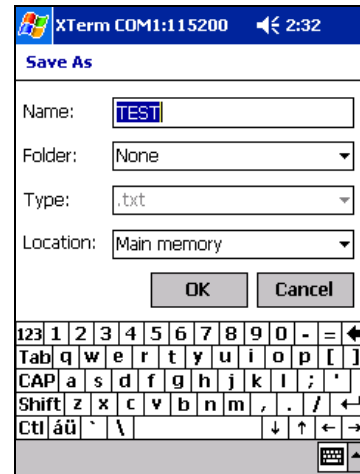 XTerm COM1:115200 2:32
Save As
Name: TEST
Folder: None
Type: .txt
Location: Main memory
OK Cancel
123 1 2 3 4 5 6 7 8 9 0 - =
Tab q w e r t y u i o p [ ]
CAP a s d f g h j k l ; '
Shift z x c v b n m , . /
Ctl áü ` \